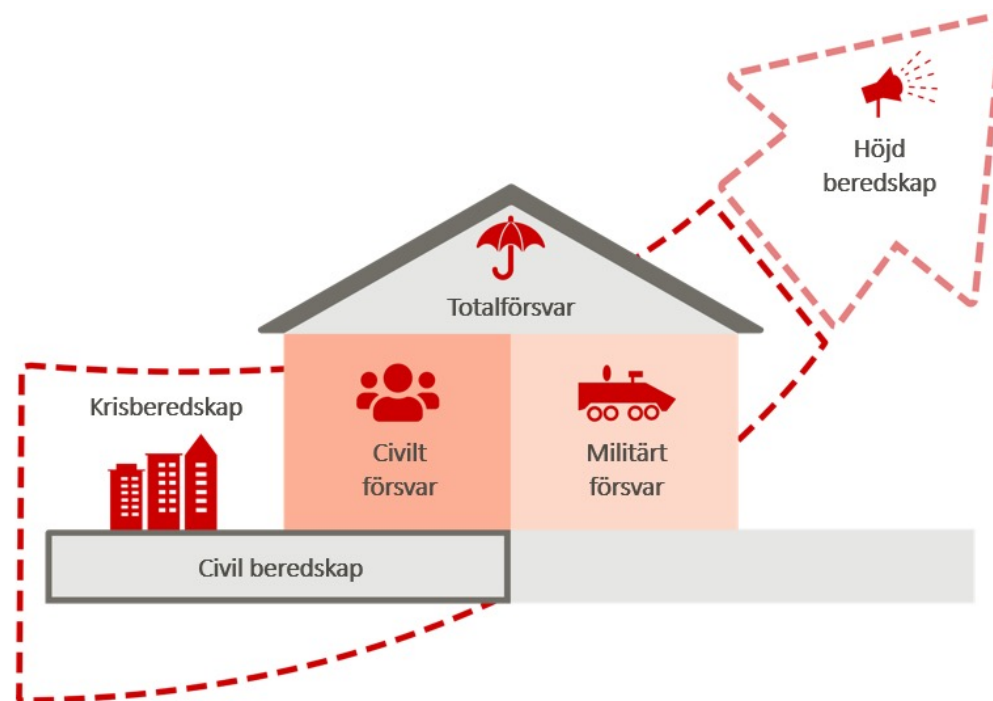 Höjd
beredskap
Totalförsvar
Krisberedskap
Civilt
försvar
Militärt
försvar
Civil beredskap